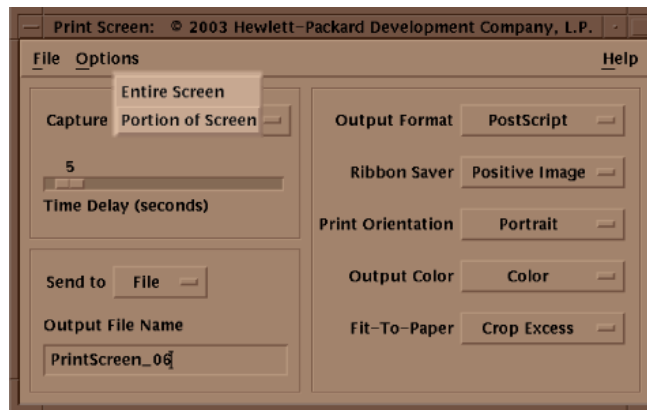 Print Screen: © 2003 Hewlett-Packard Development Company, L.P.
File Options Help
Entire Screen
Capture Portion of Screen
5
Time Delay (seconds)
Send to File
Output File Name
PrintScreen_06
Output Format PostScript
Ribbon Saver Positive Image
Print Orientation Portrait
Output Color Color
Fit-To-Paper Crop Excess